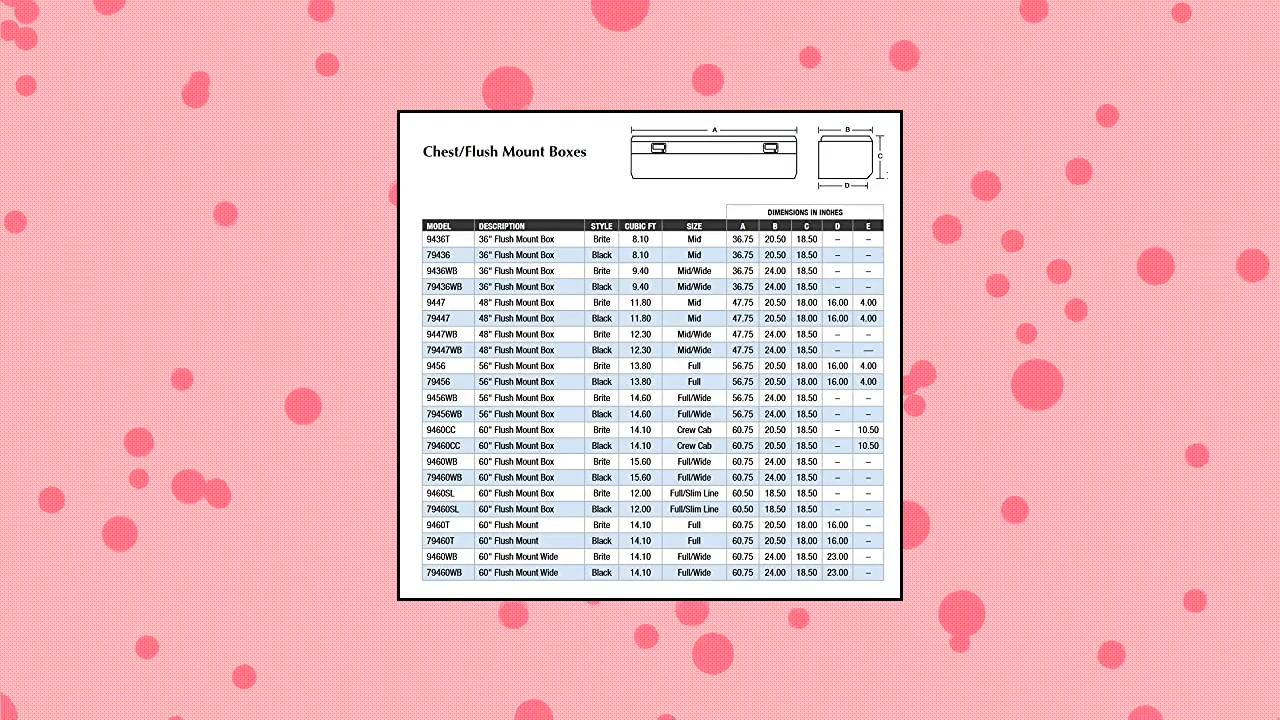 A
B
Chest/Flush Mount Boxes
C
D
DIMENSIONS IN INCHES
MODEL DESCRIPTION STYLE CUBIC FT SIZE A B C D E
9436T 36" Flush Mount Box Brite 8.10 Mid 36.75 20.50 18.50 – –
79436 36" Flush Mount Box Black 8.10 Mid 36.75 20.50 18.50 – –
9436WB 36" Flush Mount Box Brite 9.40 Mid/Wide 36.75 24.00 18.50 – –
79436WB 36" Flush Mount Box Black 9.40 Mid/Wide 36.75 24.00 18.50 – –
9447 48" Flush Mount Box Brite 11.80 Mid 47.75 20.50 18.00 16.00 4.00
79447 48" Flush Mount Box Black 11.80 Mid 47.75 20.50 18.00 16.00 4.00
9447WB 48" Flush Mount Box Brite 12.30 Mid/Wide 47.75 24.00 18.50 – –
79447WB 48" Flush Mount Box Black 12.30 Mid/Wide 47.75 24.00 18.50 – —
9456 56" Flush Mount Box Brite 13.80 Full 56.75 20.50 18.00 16.00 4.00
79456 56" Flush Mount Box Black 13.80 Full 56.75 20.50 18.00 16.00 4.00
9456WB 56" Flush Mount Box Brite 14.60 Full/Wide 56.75 24.00 18.50 – –
79456WB 56" Flush Mount Box Black 14.60 Full/Wide 56.75 24.00 18.50 – –
9460CC 60" Flush Mount Box Brite 14.10 Crew Cab 60.75 20.50 18.50 – 10.50
79460CC 60" Flush Mount Box Black 14.10 Crew Cab 60.75 20.50 18.50 – 10.50
9460WB 60" Flush Mount Box Brite 15.60 Full/Wide 60.75 24.00 18.50 – –
79460WB 60" Flush Mount Box Black 15.60 Full/Wide 60.75 24.00 18.50 – –
9460SL 60" Flush Mount Box Brite 12.00 Full/Slim Line 60.50 18.50 18.50 – –
79460SL 60" Flush Mount Box Black 12.00 Full/Slim Line 60.50 18.50 18.50 – –
9460T 60" Flush Mount Brite 14.10 Full 60.75 20.50 18.00 16.00 –
79460T 60" Flush Mount Black 14.10 Full 60.75 20.50 18.00 16.00 –
9460WB 60" Flush Mount Wide Brite 14.10 Full/Wide 60.75 24.00 18.50 23.00 –
79460WB 60" Flush Mount Wide Black 14.10 Full/Wide 60.75 24.00 18.50 23.00 –